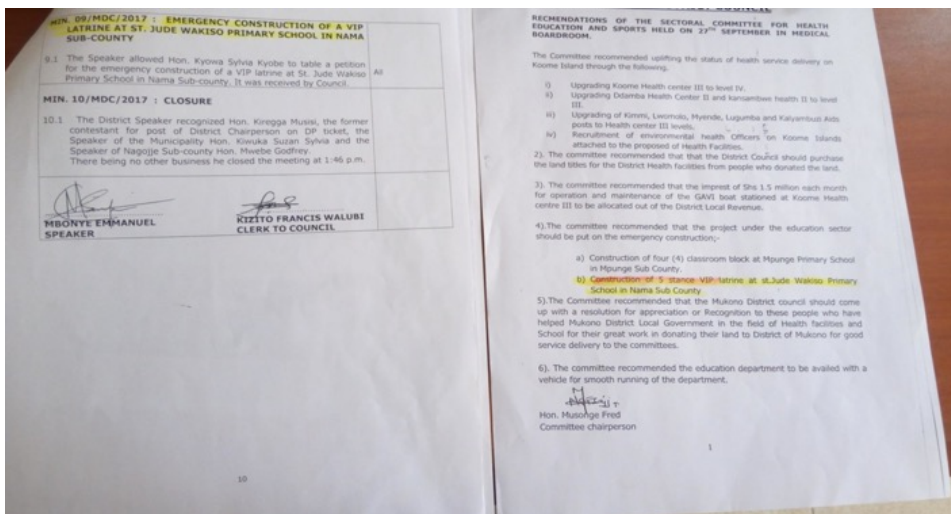 MIN. 09/MDC/2017 : EMERGENCY CONSTRUCTION OF A VIP
LATRINE AT ST. JUDE WAKISO PRIMARY SCHOOL IN NAMA
SUB-COUNTY
9.1 The Speaker allowed Hon. Kyowa Sylvia Kyobe to table a petition
for the emergency construction of a VIP latrine at St. Jude Wakiso
Primary School in Nama Sub-county. It was received by Council.
All
MIN. 10/MDC/2017 : CLOSURE
10.1 The District Speaker recognized Hon. Kiregga Musisi, the former
contestant for post of District Chairperson on DP ticket, the
Speaker of the Municipality Hon. Kiwuka Suzan Sylvia and the
Speaker of Nagojje Sub-county Hon. Mwebe Godfrey.
There being no other business he closed the meeting at 1:46 p.m.
MBONYE EMMANUEL
SPEAKER
KIZITO FRANCIS WALUBI
CLERK TO COUNCIL
10
COUNCIL
RECMENDATIONS OF THE SECTORAL COMMITTEE FOR HEALTH
EDUCATION AND SPORTS HELD ON 27TH SEPTEMBER IN MEDICAL
BOARDROOM.
The Committee recommended uplifting the status of health service delivery on
Koome Island through the following.
i) Upgrading Koome Health center III to level IV.
ii) Upgrading Ddamba Health Center II and kansambwe health II to level
III.
iii) Upgrading of Kimmi, Lwomolo, Myende, Lugumba and Kalyambuzi Aids
posts to Health center III levels.
iv) Recruitment of environmental health Officers on Koome Islands
attached to the proposed of Health Facilities.
2). The committee recommended that that the District Council should purchase
the land titles for the District Health facilities from people who donated the land.
3). The committee recommended that the imprest of Shs 1.5 million each month
for operation and maintenance of the GAVI boat stationed at Koome Health
centre III to be allocated out of the District Local Revenue.
4).The committee recommended that the project under the education sector
should be put on the emergency construction;-
a) Construction of four (4) classroom block at Mpunge Primary School
in Mpunge Sub County.
b) Construction of 5 stance VIP latrine at st.Jude Wakiso Primary
School in Nama Sub County
5).The Committee recommended that the Mukono District council should come
up with a resolution for appreciation or Recognition to these people who have
helped Mukono District Local Government in the field of Health facilities and
School for their great work in donating their land to District of Mukono for good
service delivery to the committees.
6). The committee recommended the education department to be availed with a
vehicle for smooth running of the department.
Hon. Musonge Fred
Committee chairperson
1